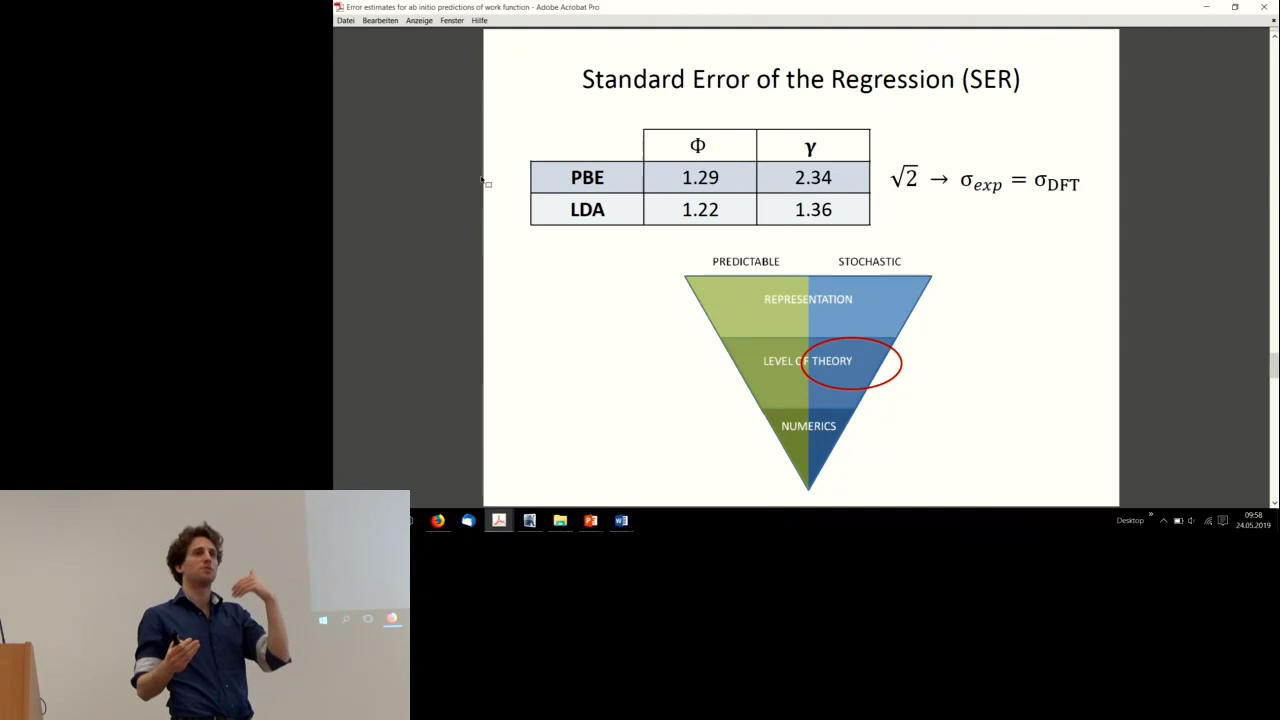 Error estimates for ab initio predictions of work function - Adobe Acrobat Pro
Datei Bearbeiten Anzeige Fenster Hilfe
Standard Error of the Regression (SER)
Φ γ
PBE 1.29 2.34
LDA 1.22 1.36
√2 → σexp = σDFT
PREDICTABLE STOCHASTIC
REPRESENTATION
LEVEL OF THEORY
NUMERICS
Desktop
09:58
24.05.2019